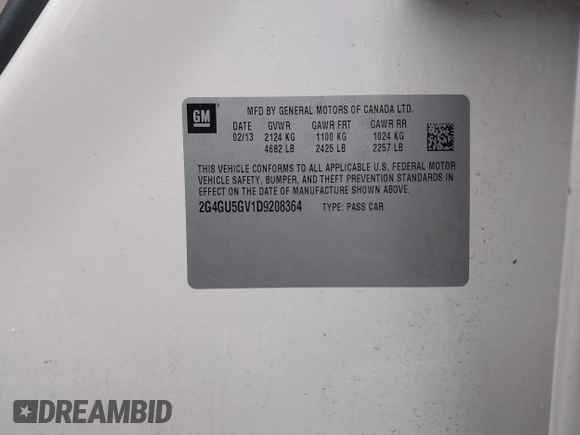 GM
MFD BY GENERAL MOTORS OF CANADA LTD.
DATE GVWR GAWR FRT GAWR RR
02/13 2124 KG 1100 KG 1024 KG
4682 LB 2425 LB 2257 LB
THIS VEHICLE CONFORMS TO ALL APPLICABLE U.S. FEDERAL MOTOR
VEHICLE SAFETY, BUMPER, AND THEFT PREVENTION STANDARDS IN
EFFECT ON THE DATE OF MANUFACTURE SHOWN ABOVE.
2G4GU5GV1D9208364 TYPE: PASS CAR
DREAMBID